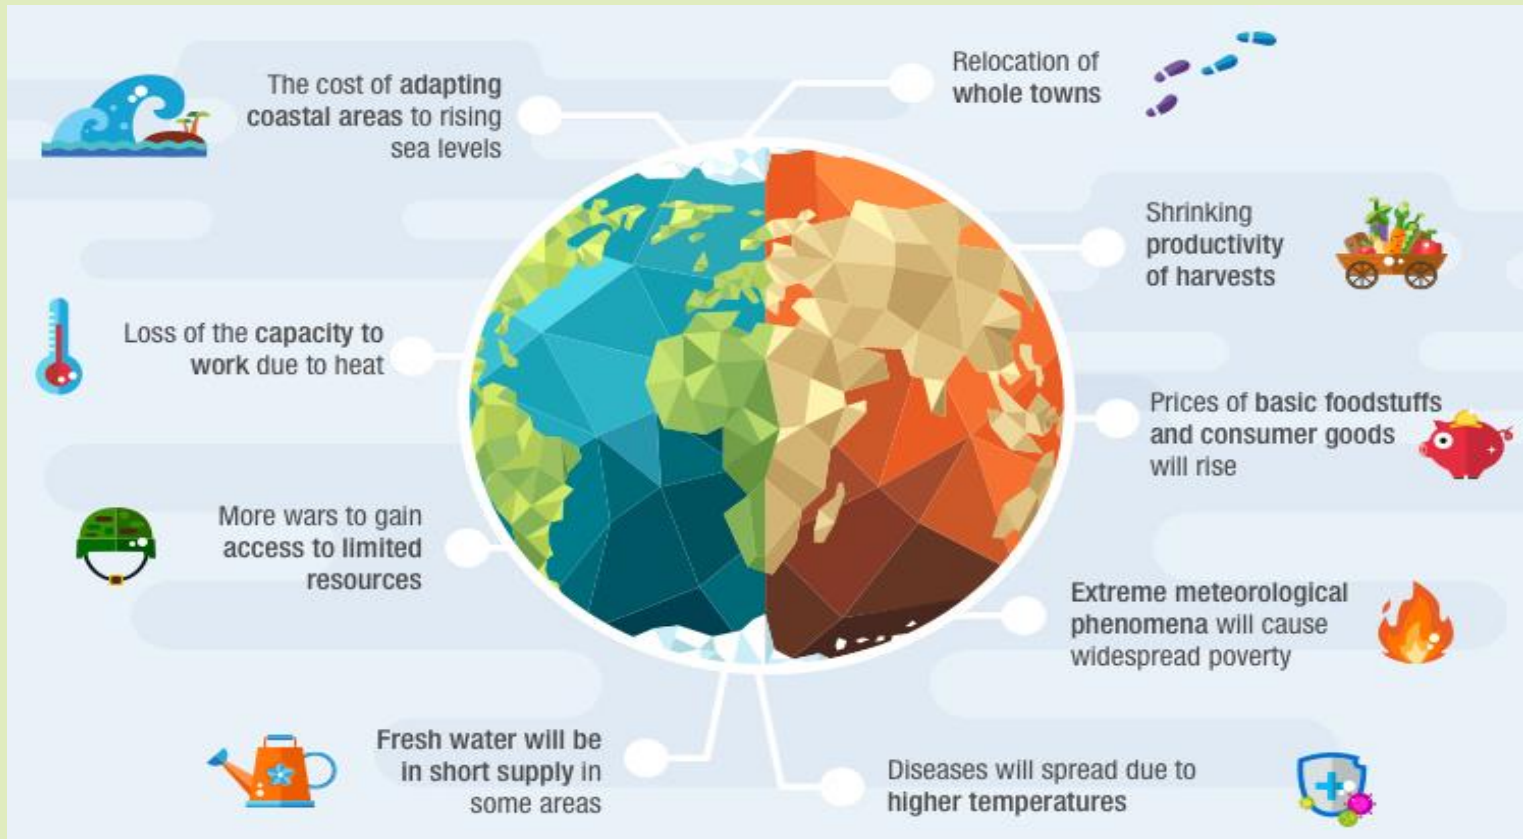 The cost of adapting
coastal areas to rising
sea levels
Relocation of
whole towns
Shrinking
productivity
of harvests
Loss of the capacity to
work due to heat
Prices of basic foodstuffs
and consumer goods
will rise
More wars to gain
access to limited
resources
Extreme meteorological
phenomena will cause
widespread poverty
Fresh water will be
in short supply in
some areas
Diseases will spread due to
higher temperatures